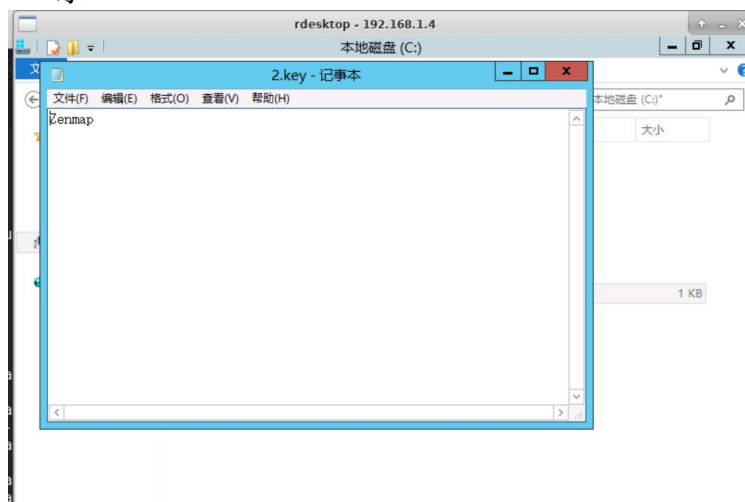 rdesktop - 192.168.1.4
本地磁盘 (C:)
2.key - 记事本
文件(F) 编辑(E) 格式(O) 查看(V) 帮助(H)
本地磁盘 (C:)"
Zenmap
大小
1 KB